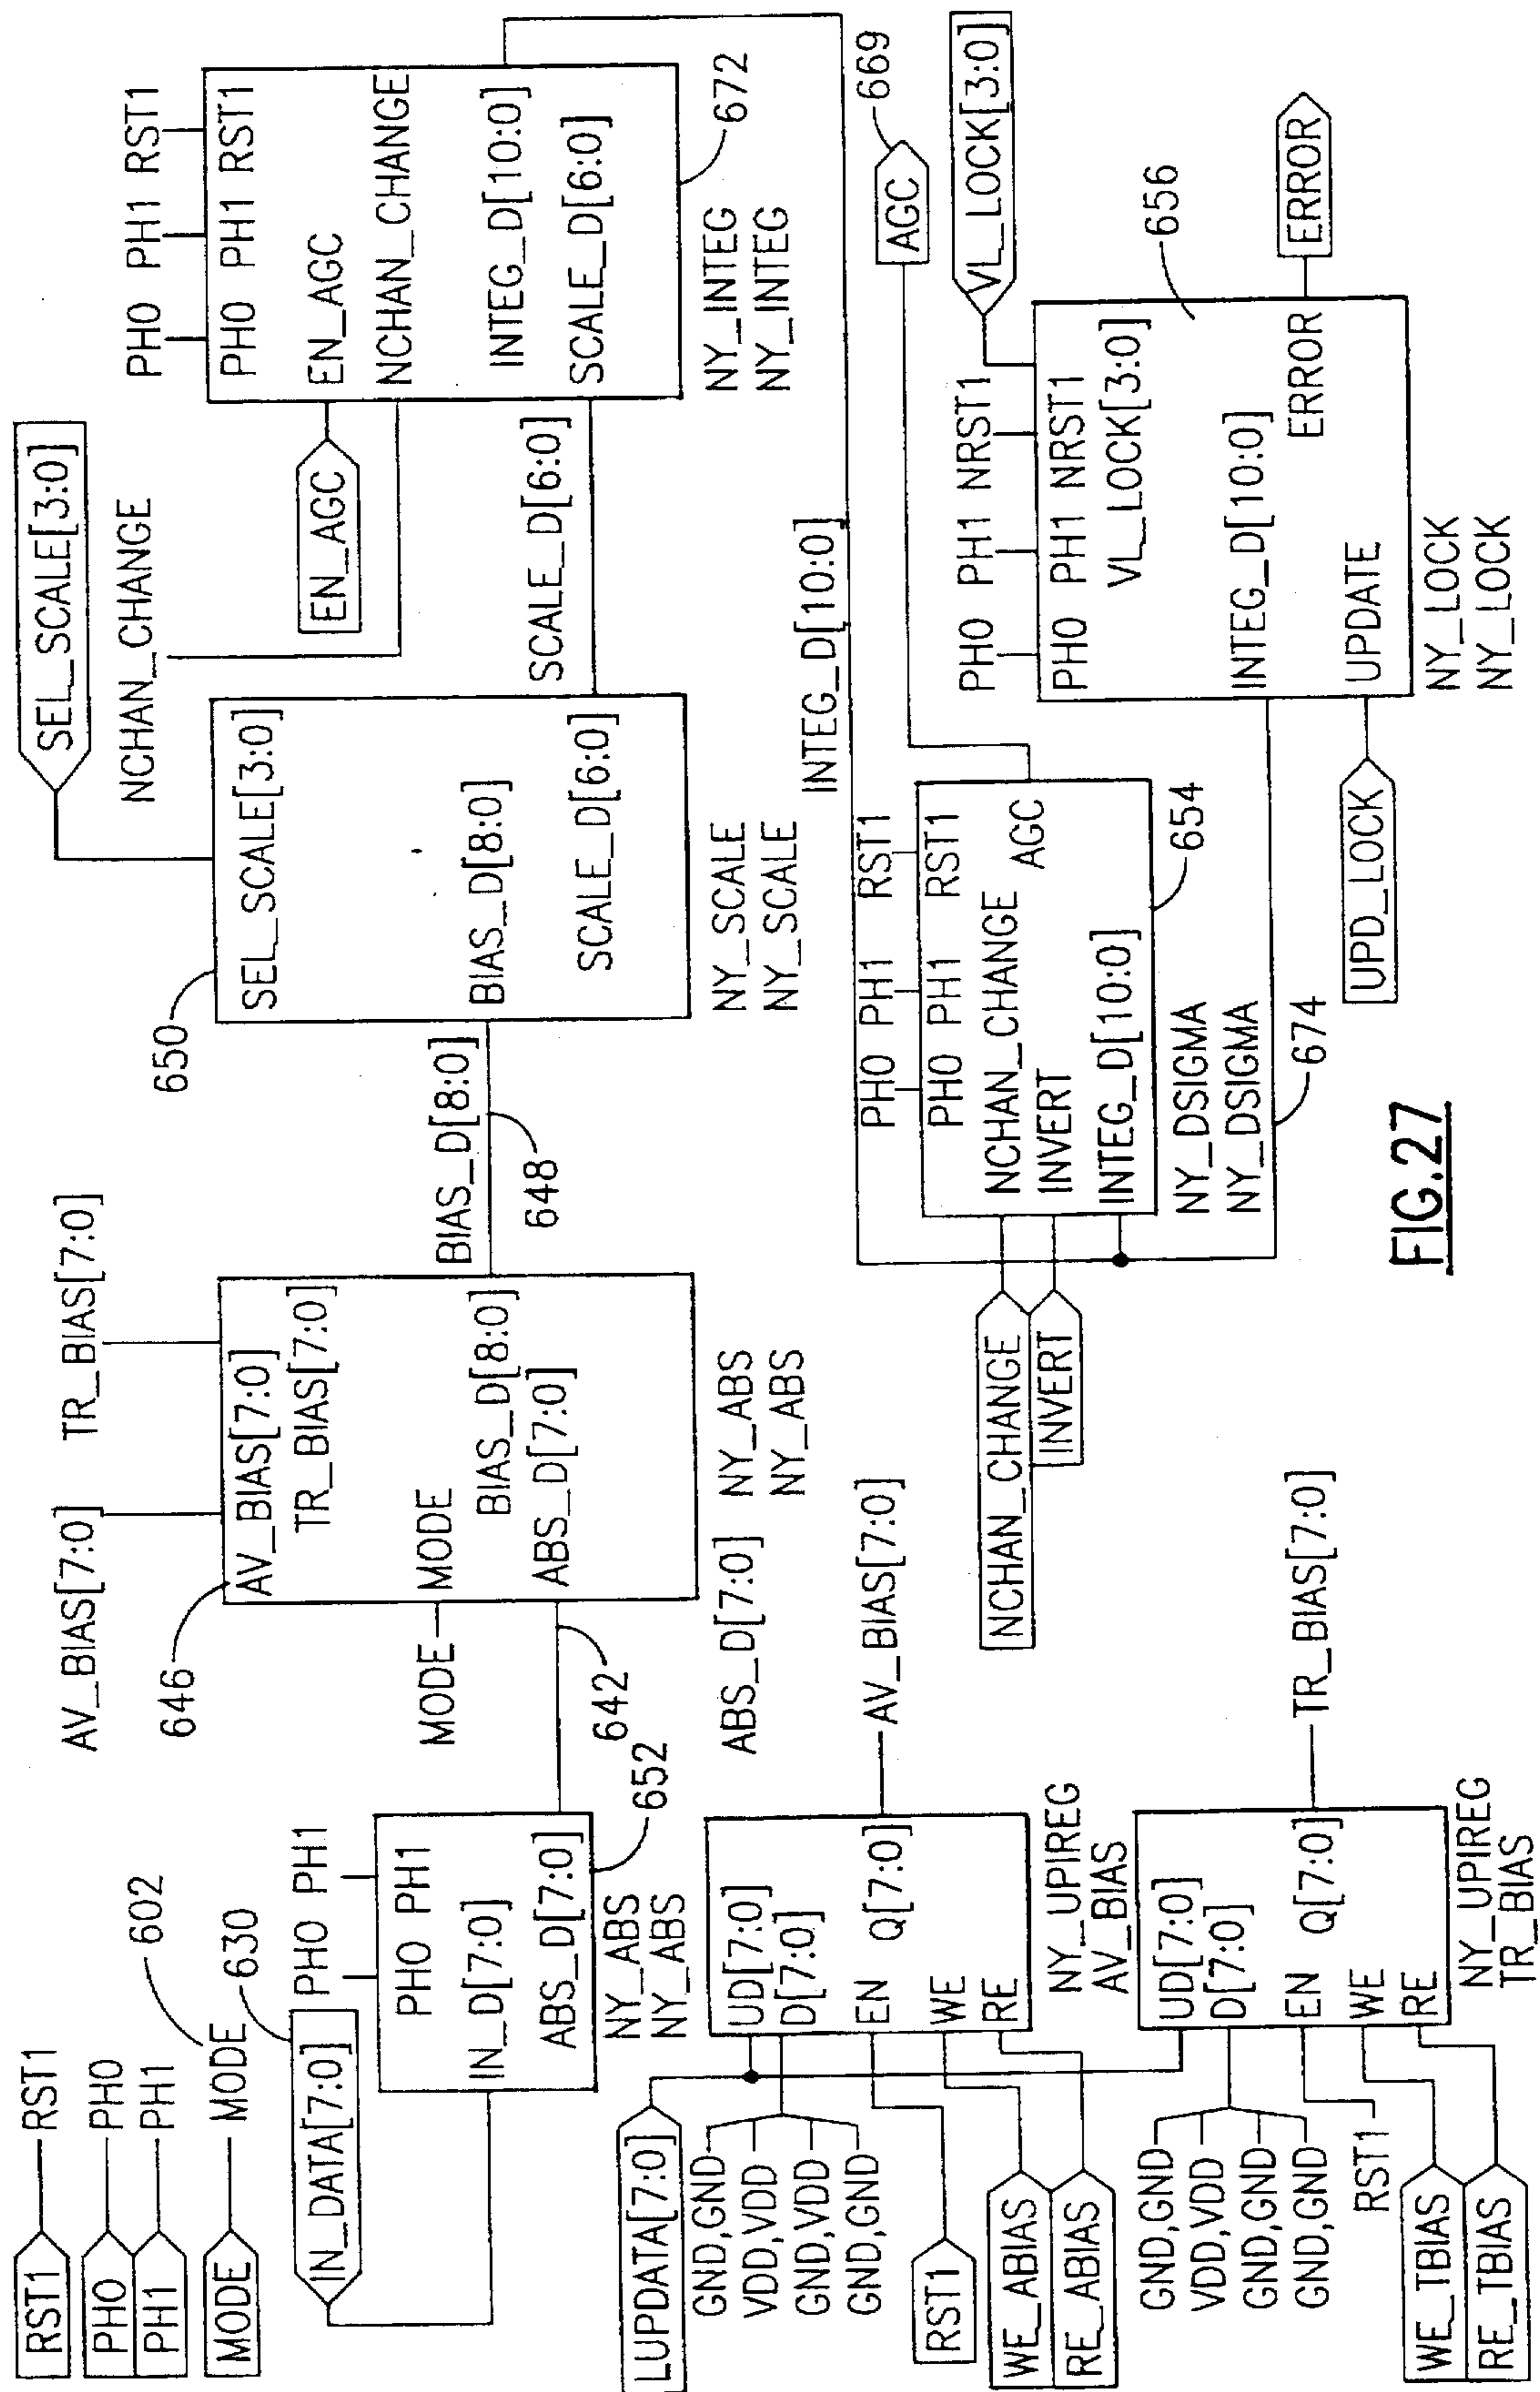 RST1
RST1
PH0
PH0
PH1
PH1
MODE
MODE
602
IN_DATA[7:0]
630
PH0 PH1
PH0 PH1
IN_D[7:0]
ABS_D[7:0]
NY_ABS
NY_ABS
652
642
AV_BIAS[7:0]
TR_BIAS[7:0]
646
AV_BIAS[7:0]
TR_BIAS[7:0]
MODE
MODE
BIAS_D[8:0]
ABS_D[7:0]
NY_ABS
NY_ABS
ABS_D[7:0]
BIAS_D[8:0]
648
650
SEL_SCALE[3:0]
SEL_SCALE[3:0]
BIAS_D[8:0]
SCALE_D[6:0]
NY_SCALE
NY_SCALE
NCHAN_CHANGE
EN_AGC
SCALE_D[6:0]
PH0 PH1 RST1
PH0 PH1 RST1
EN_AGC
NCHAN_CHANGE
INTEG_D[10:0]
SCALE_D[6:0]
672
NY_INTEG
NY_INTEG
LUPDATA[7:0]
GND,GND
VDD,VDD
GND,VDD
GND,GND
RST1
WE_ABIAS
RE_ABIAS
UD[7:0]
D[7:0]
Q[7:0]
EN
WE
RE
NY_UPIREG
AV_BIAS
AV_BIAS[7:0]
GND,GND
VDD,VDD
GND,GND
GND,GND
RST1
WE_TBIAS
RE_TBIAS
UD[7:0]
D[7:0]
Q[7:0]
EN
WE
RE
NY_UPIREG
TR_BIAS
TR_BIAS[7:0]
INTEG_D[10:0]
NCHAN_CHANGE
INVERT
PH0 PH1 RST1
PH0 PH1 RST1
NCHAN_CHANGE
AGC
INVERT
INTEG_D[10:0]
654
NY_DSIGMA
NY_DSIGMA
674
AGC
669
VL_LOCK[3:0]
PH0 PH1 NRST1
PH0 PH1 NRST1
VL_LOCK[3:0]
656
INTEG_D[10:0]
ERROR
ERROR
UPDATE
UPD_LOCK
NY_LOCK
NY_LOCK
FIG.27